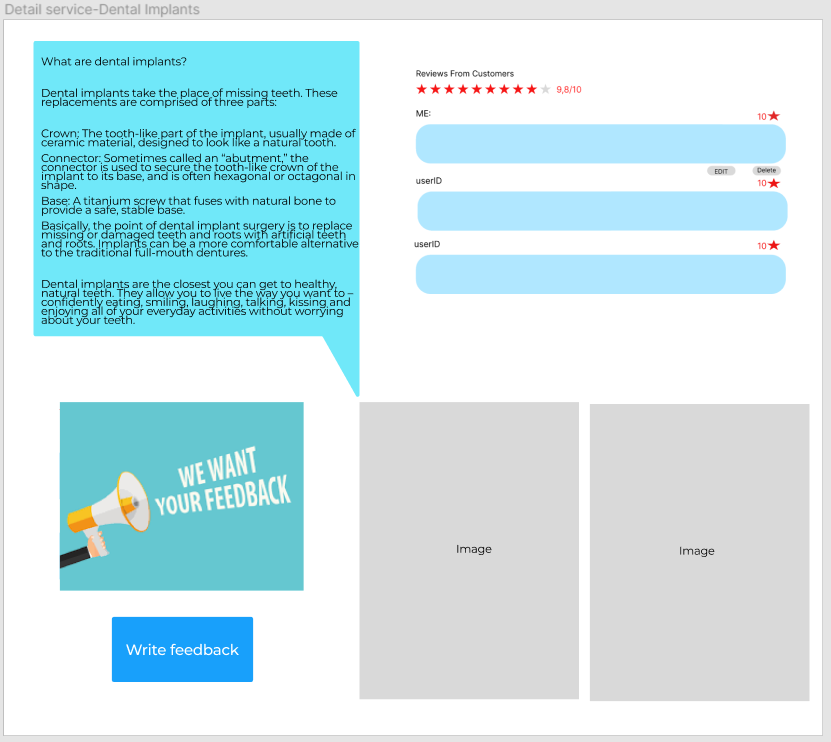 Detail service-Dental Implants
What are dental implants?
Dental implants take the place of missing teeth. These
replacements are comprised of three parts:
Crown: The tooth-like part of the implant, usually made of
ceramic material, designed to look like a natural tooth.
Connector: Sometimes called an “abutment,” the
connector is used to secure the tooth-like crown of the
implant to its base, and is often hexagonal or octagonal in
shape.
Base: A titanium screw that fuses with natural bone to
provide a safe, stable base.
Basically, the point of dental implant surgery is to replace
missing or damaged teeth and roots with artificial teeth
and roots. Implants can be a more comfortable alternative
to the traditional full-mouth dentures.
Dental implants are the closest you can get to healthy,
natural teeth. They allow you to live the way you want to –
confidently eating, smiling, laughing, talking, kissing and
enjoying all of your everyday activities without worrying
about your teeth.
Reviews From Customers
9,8/10
ME:
10
EDIT
Delete
userID
10
userID
10
WE WANT
YOUR FEEDBACK
Write feedback
Image
Image